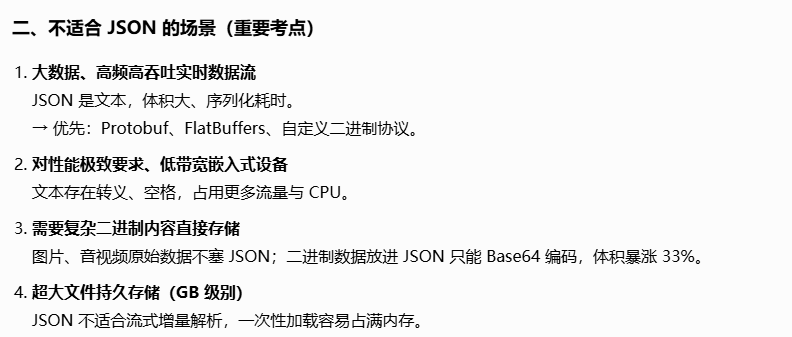 二、不适合 JSON 的场景（重要考点）
1. 大数据、高频高吞吐实时数据流
JSON 是文本，体积大、序列化耗时。
→ 优先：Protobuf、FlatBuffers、自定义二进制协议。
2. 对性能极致要求、低带宽嵌入式设备
文本存在转义、空格，占用更多流量与 CPU。
3. 需要复杂二进制内容直接存储
图片、音视频原始数据不塞 JSON；二进制数据放进 JSON 只能 Base64 编码，体积暴涨 33%。
4. 超大文件持久存储（GB 级别）
JSON 不适合流式增量解析，一次性加载容易占满内存。